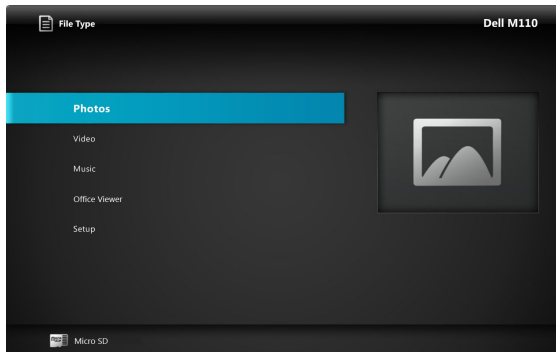 File Type
Dell M110
Photos
Video
Music
Office Viewer
Setup
Micro SD